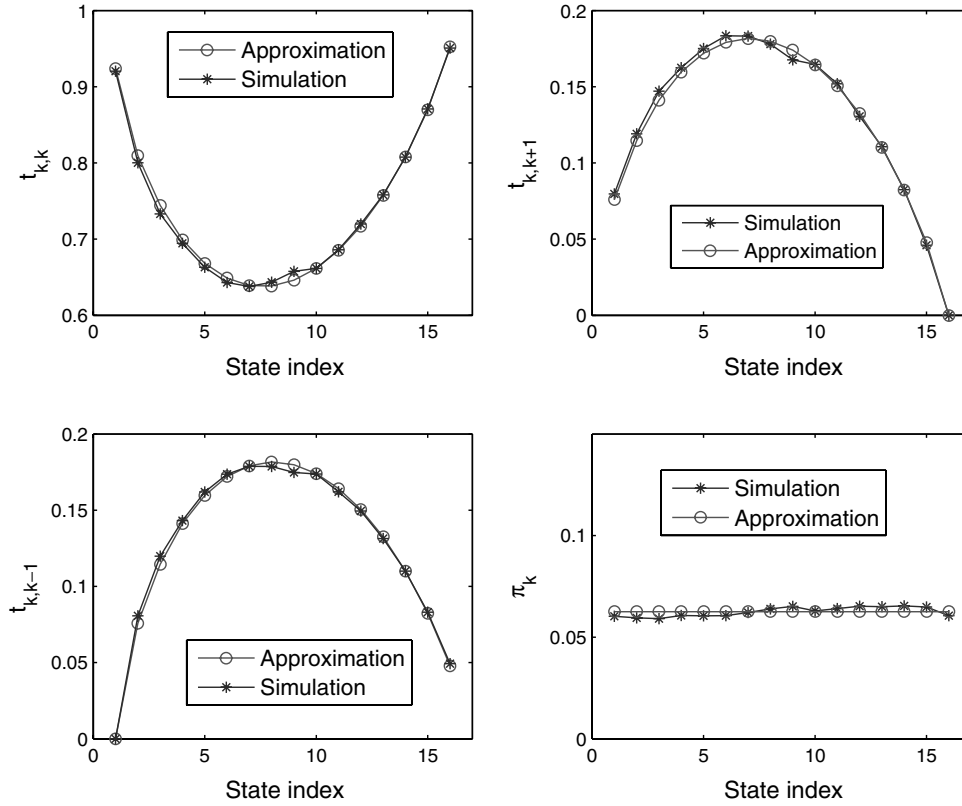 1
0.9
0.8
0.7
0.6
t_{k,k}
Approximation
Simulation
0 5 10 15
State index
0.2
0.15
0.1
0.05
0
t_{k,k+1}
Simulation
Approximation
0 5 10 15
State index
0.2
0.15
0.1
0.05
0
t_{k,k−1}
Approximation
Simulation
0 5 10 15
State index
0.1
0.05
0
π_k
Simulation
Approximation
0 5 10 15
State index